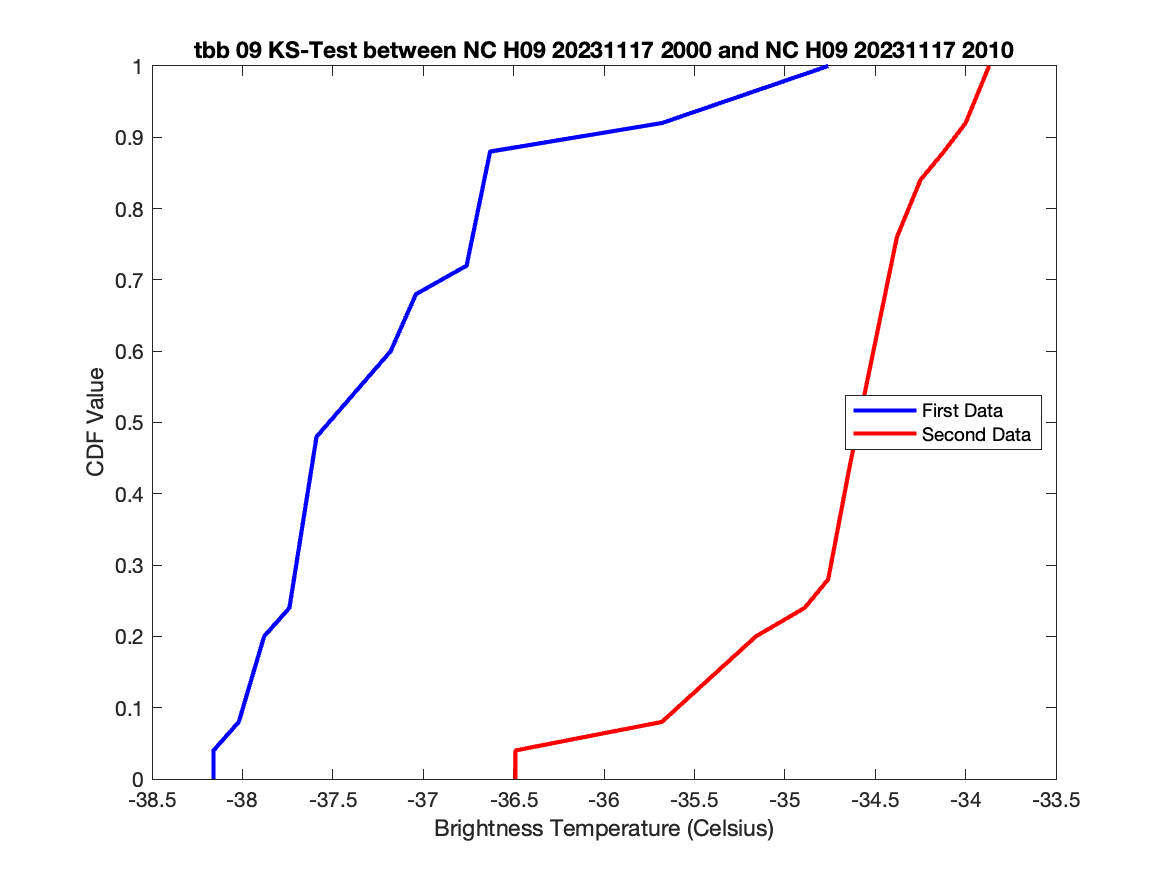 tbb 09 KS-Test between NC H09 20231117 2000 and NC H09 20231117 2010
1
0.9
0.8
0.7
0.6
0.5
0.4
0.3
0.2
0.1
0
CDF Value
First Data
Second Data
-38.5 -38 -37.5 -37 -36.5 -36 -35.5 -35 -34.5 -34 -33.5
Brightness Temperature (Celsius)